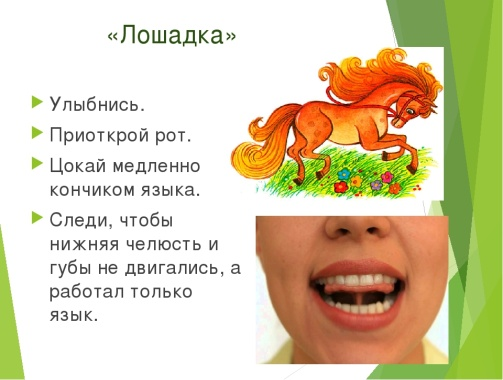 «Лошадка»
Улыбнись.
Приоткрой рот.
Цокай медленно
кончиком языка.
Следи, чтобы
нижняя челюсть и
губы не двигались, а
работал только
язык.